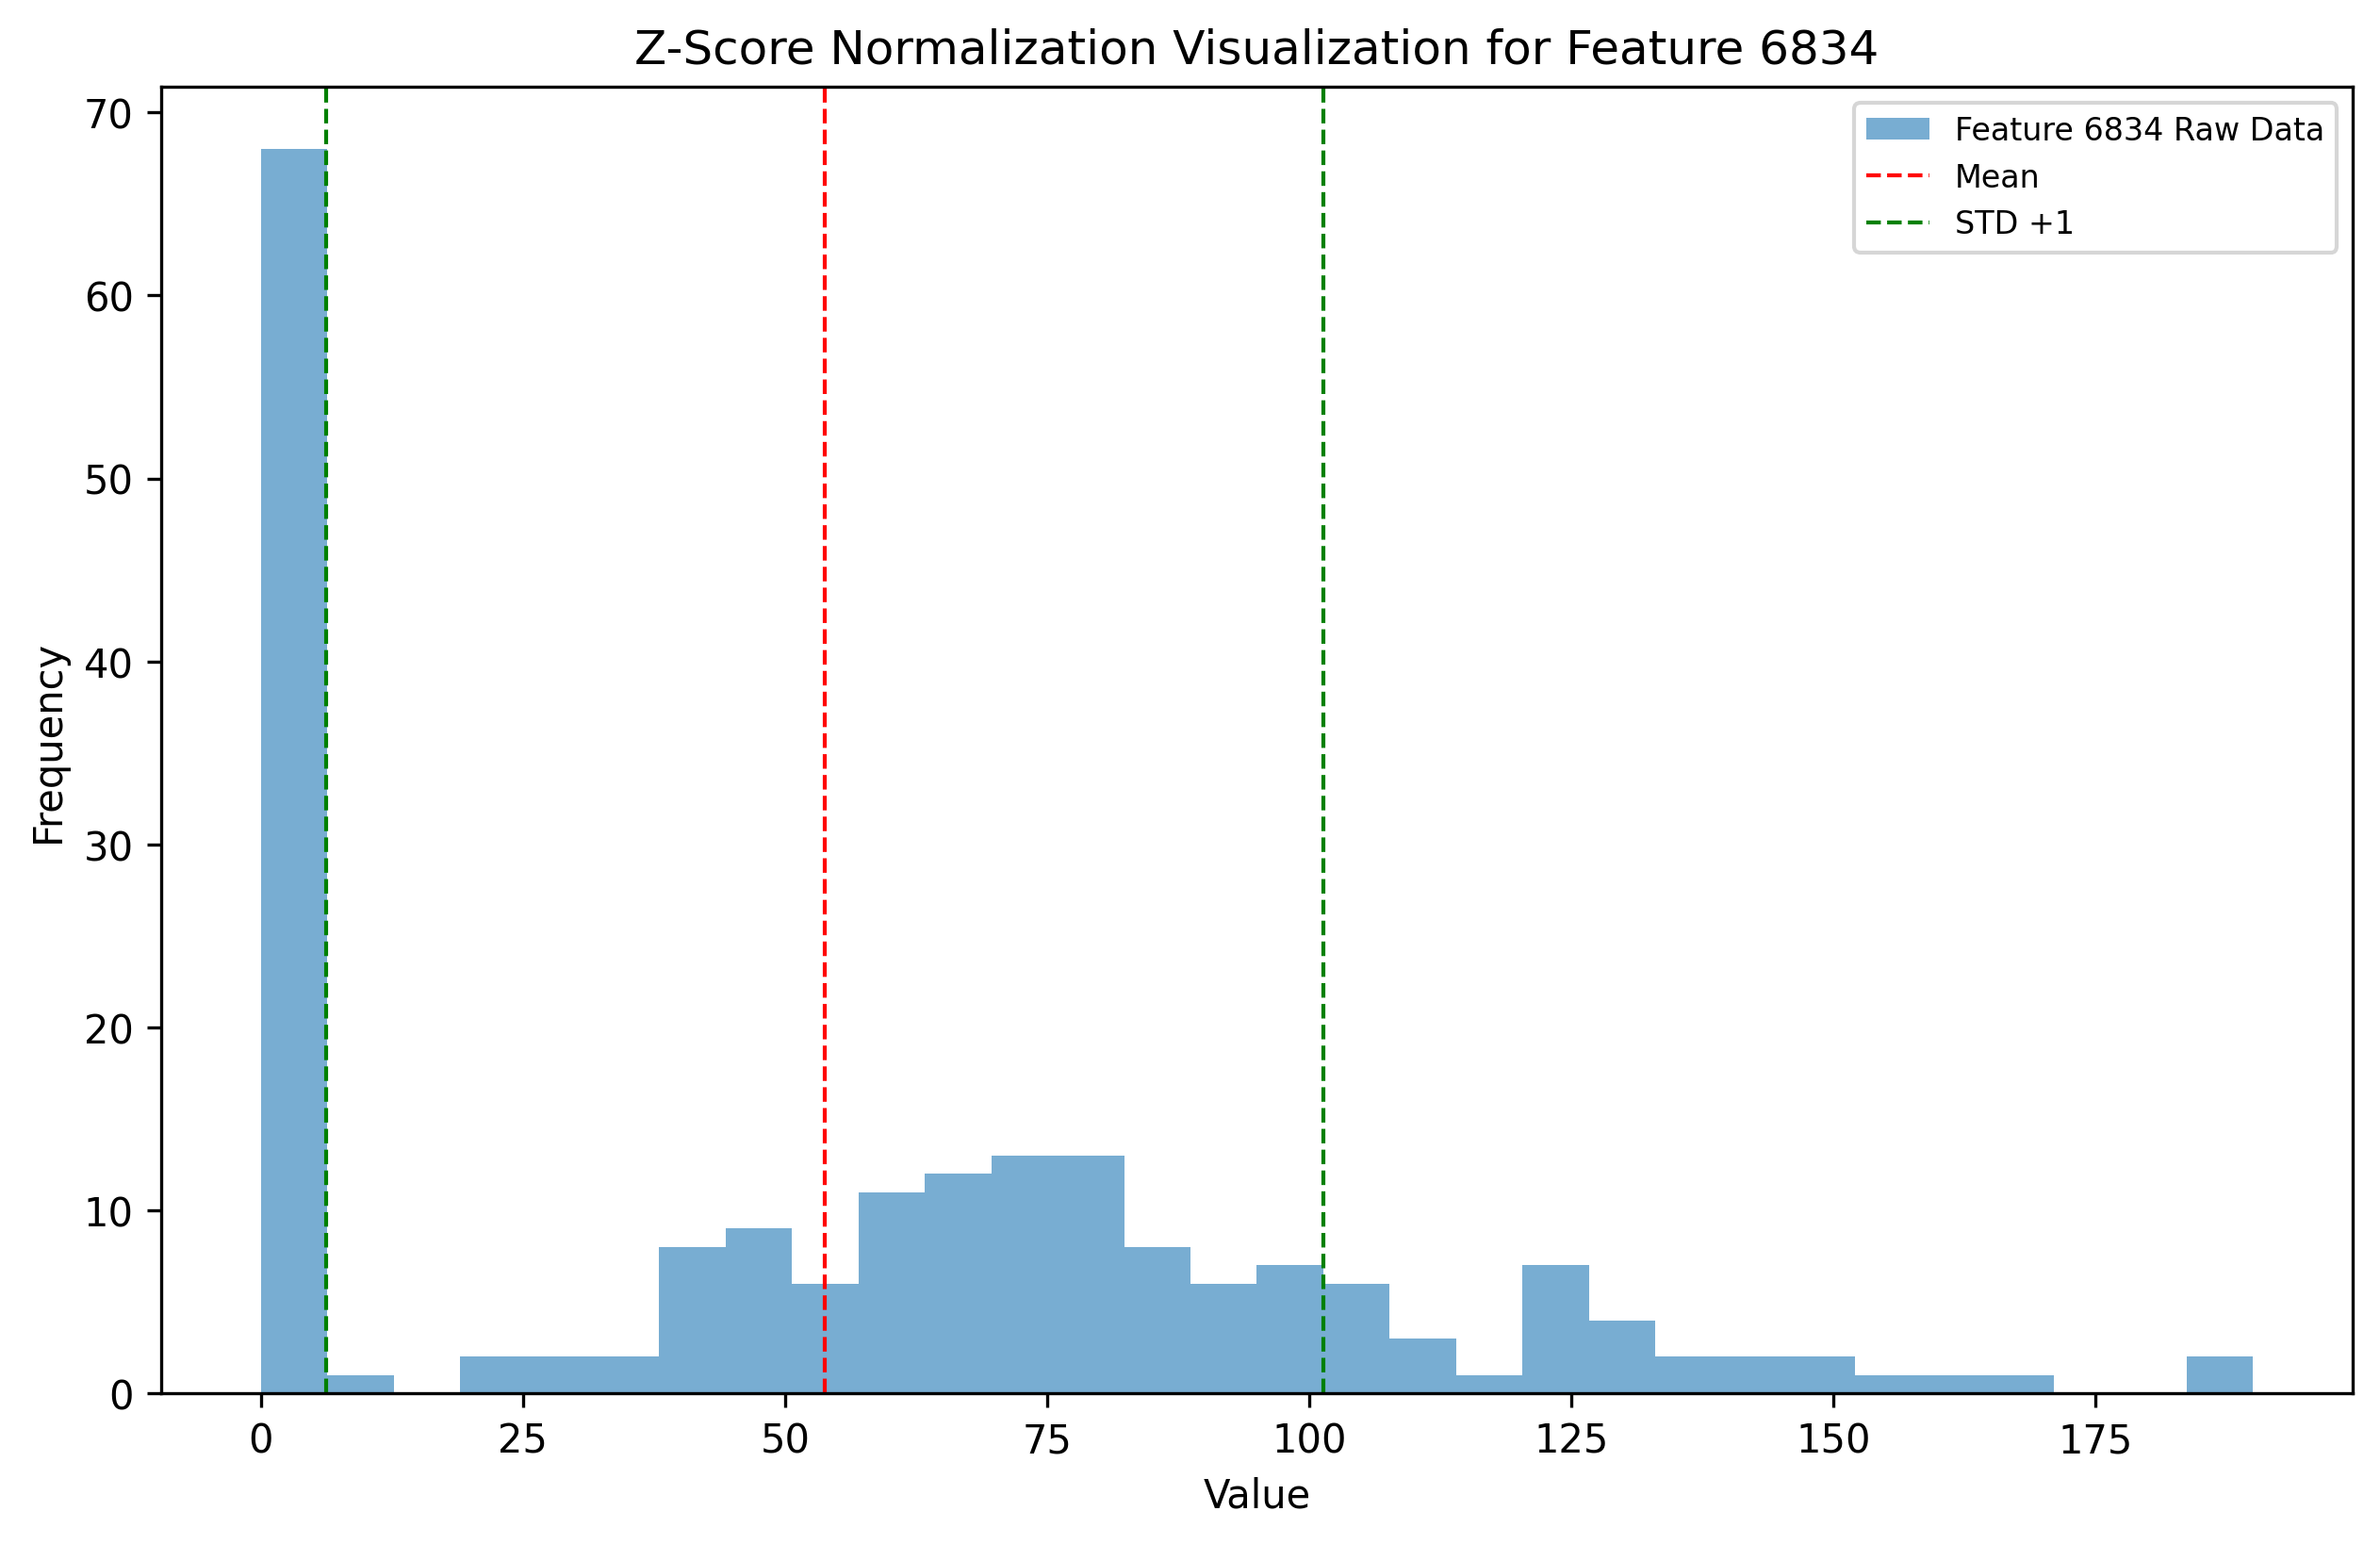 Z-Score Normalization Visualization for Feature 6834
Feature 6834 Raw Data
Mean
STD +1
70
60
50
40
30
20
10
0
Frequency
0 25 50 75 100 125 150 175
Value